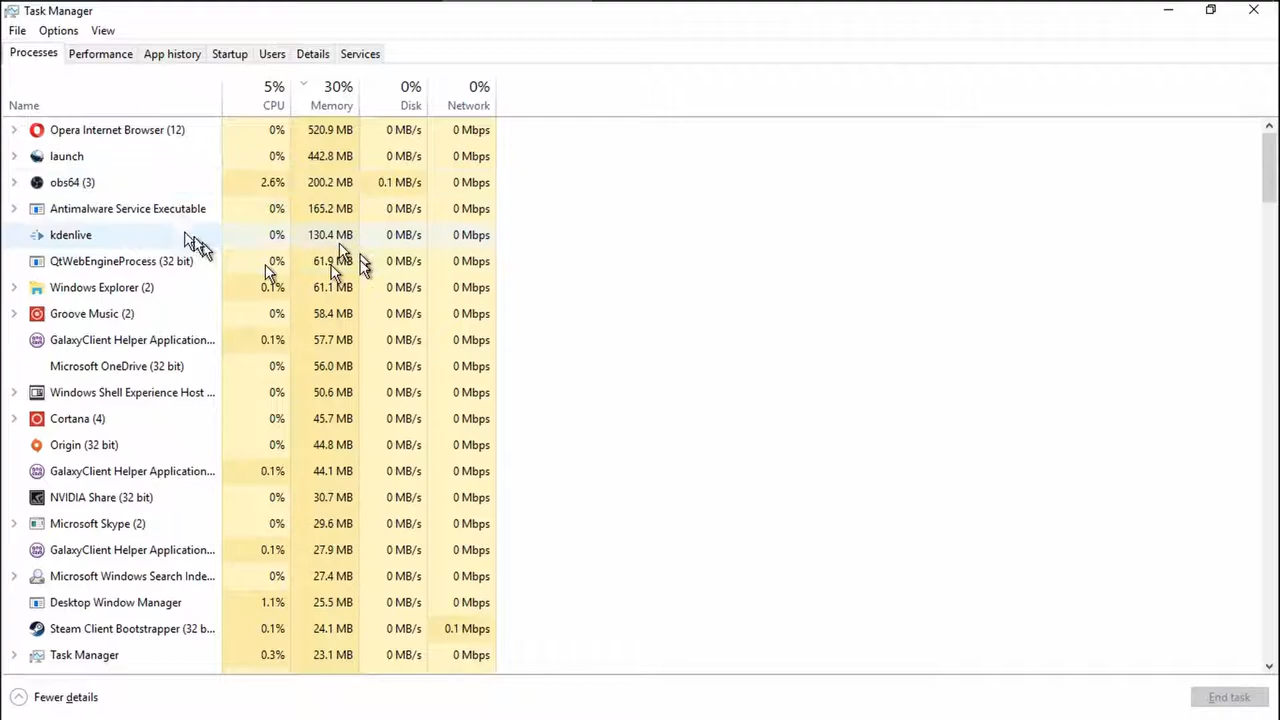 Task Manager
File Options View
Processes Performance App history Startup Users Details Services
5% 30% 0% 0%
Name CPU Memory Disk Network
Opera Internet Browser (12) 0% 520.9 MB 0 MB/s 0 Mbps
launch 0% 442.8 MB 0 MB/s 0 Mbps
obs64 (3) 2.6% 200.2 MB 0.1 MB/s 0 Mbps
Antimalware Service Executable 0% 165.2 MB 0 MB/s 0 Mbps
kdenlive 0% 130.4 MB 0 MB/s 0 Mbps
QtWebEngineProcess (32 bit) 0% 61.9 MB 0 MB/s 0 Mbps
Windows Explorer (2) 0.1% 61.1 MB 0 MB/s 0 Mbps
Groove Music (2) 0% 58.4 MB 0 MB/s 0 Mbps
GalaxyClient Helper Application... 0.1% 57.7 MB 0 MB/s 0 Mbps
Microsoft OneDrive (32 bit) 0% 56.0 MB 0 MB/s 0 Mbps
Windows Shell Experience Host ... 0% 50.6 MB 0 MB/s 0 Mbps
Cortana (4) 0% 45.7 MB 0 MB/s 0 Mbps
Origin (32 bit) 0% 44.8 MB 0 MB/s 0 Mbps
GalaxyClient Helper Application... 0.1% 44.1 MB 0 MB/s 0 Mbps
NVIDIA Share (32 bit) 0% 30.7 MB 0 MB/s 0 Mbps
Microsoft Skype (2) 0% 29.6 MB 0 MB/s 0 Mbps
GalaxyClient Helper Application... 0.1% 27.9 MB 0 MB/s 0 Mbps
Microsoft Windows Search Inde... 0% 27.4 MB 0 MB/s 0 Mbps
Desktop Window Manager 1.1% 25.5 MB 0 MB/s 0 Mbps
Steam Client Bootstrapper (32 b... 0.1% 24.1 MB 0 MB/s 0.1 Mbps
Task Manager 0.3% 23.1 MB 0 MB/s 0 Mbps
Fewer details End task